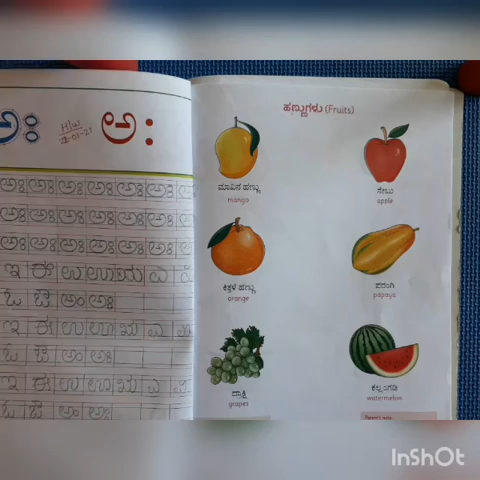 ಅಃ ಅಃ
H/W
ಅಃ ಅಃ ಅಃ ಅಃ ಅಃ ಅಃ
ಅಃ ಅಃ ಅಃ ಅಃ ಅಃ ಅಃ
ಅಃ ಅಃ ಅಃ ಅಃ ಅಃ ಅಃ
ಇ ಈ ಉ ಊ ಋ ಎ
ಓ ಔ ಅಂ ಅಃ
ಇ ಈ ಉ ಊ ಋ ಎ
ಓ ಔ ಅಂ ಅಃ
ಇ ಈ ಉ ಊ ಋ ಎ
ಓ ಔ ಅಂ ಅಃ
ಹಣ್ಣುಗಳು (Fruits)
ಮಾವಿನ ಹಣ್ಣು
mango
ಸೇಬು
apple
ಕಿತ್ತಳೆ ಹಣ್ಣು
orange
ಪರಂಗಿ
papaya
ದ್ರಾಕ್ಷಿ
grapes
ಕಲ್ಲಂಗಡಿ
watermelon
InShOt